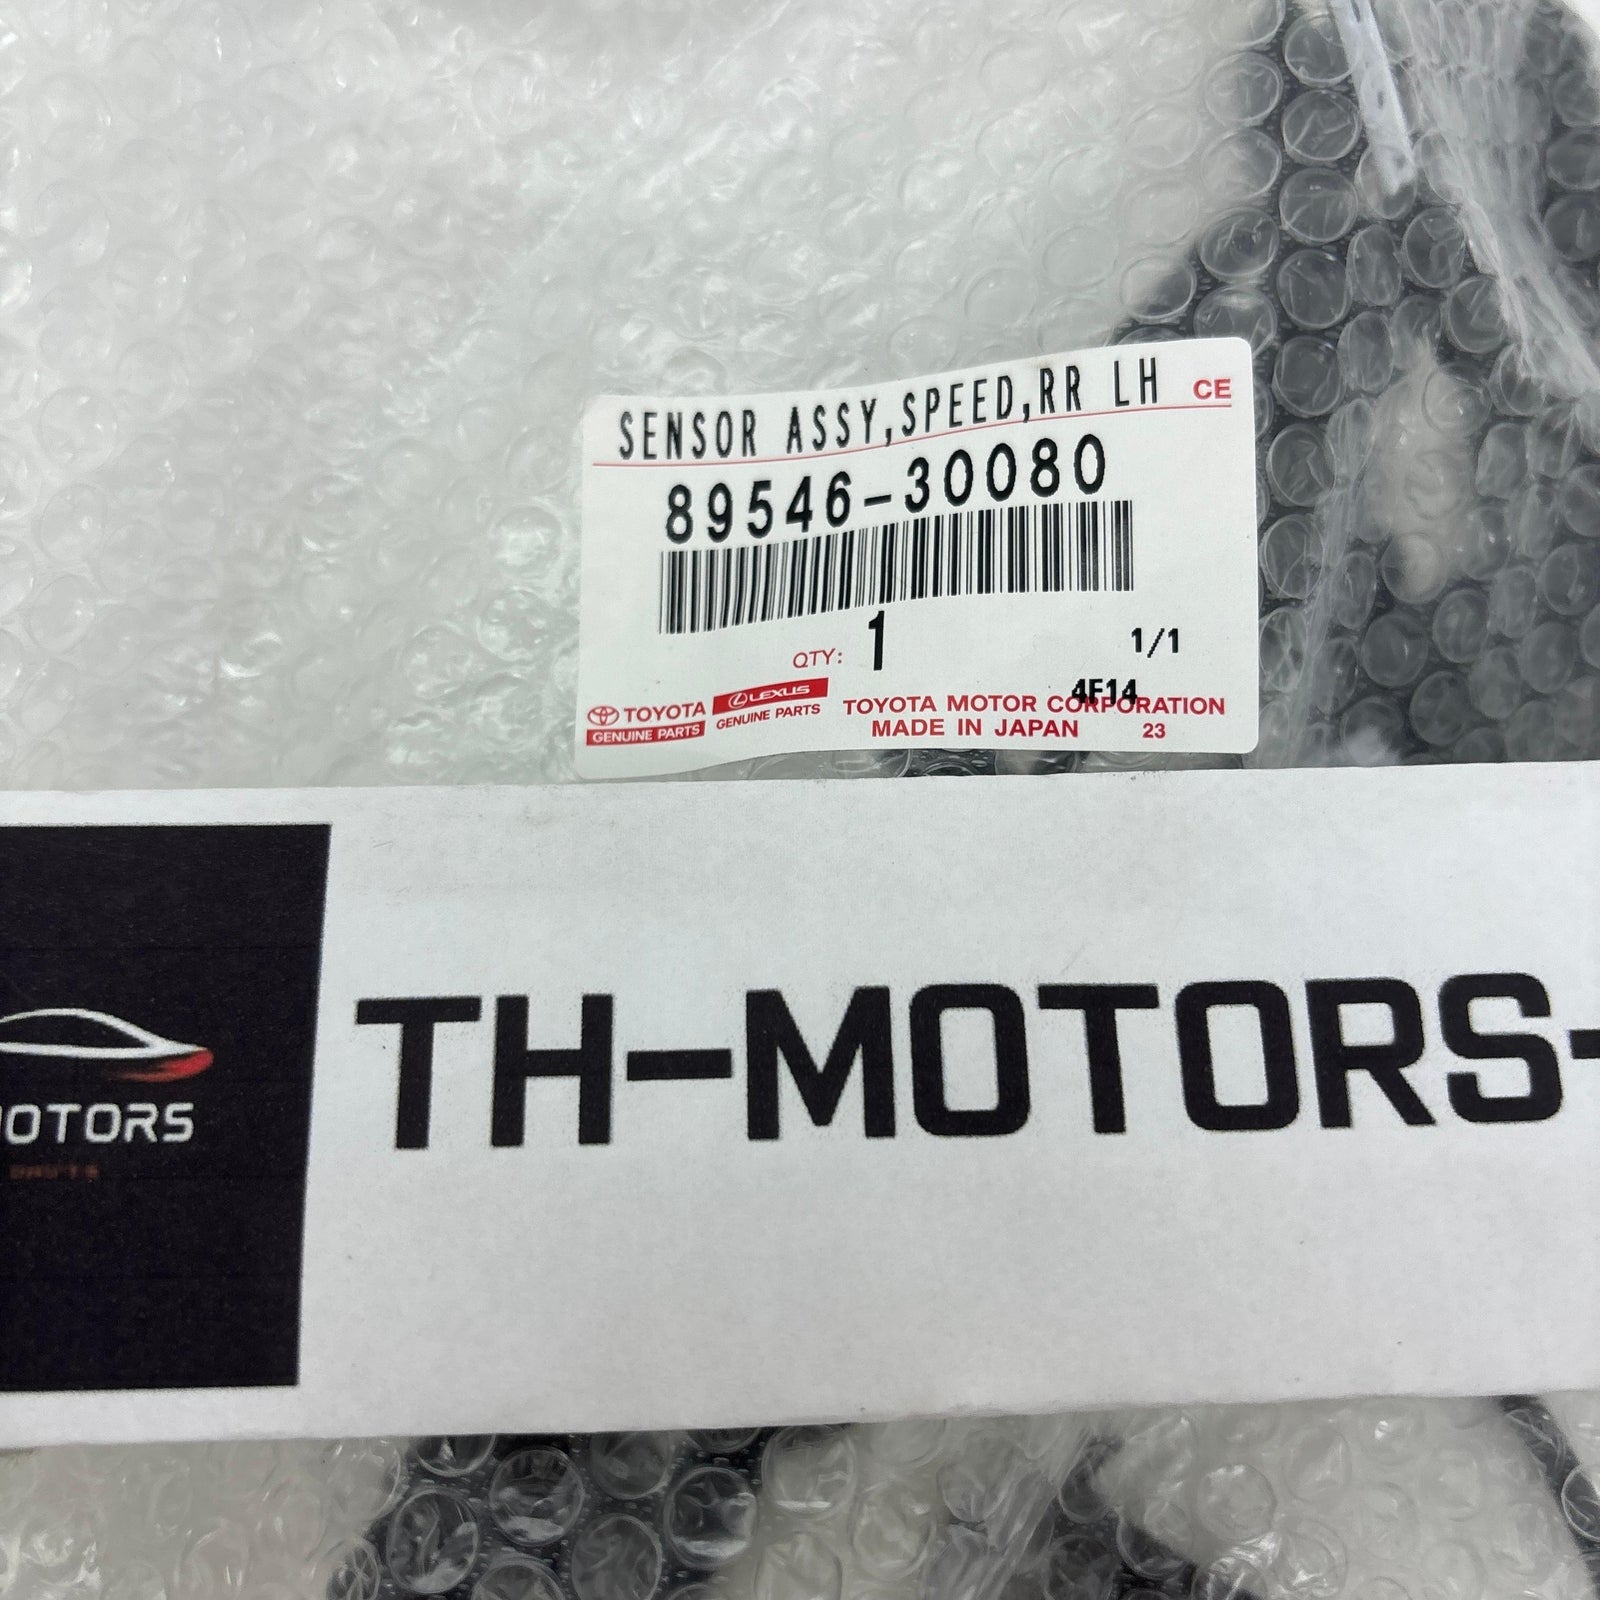 SENSOR ASSY,SPEED,RR LH CE
89546-30080
QTY: 1 1/1
4F14
TOYOTA
GENUINE PARTS
LEXUS
GENUINE PARTS
TOYOTA MOTOR CORPORATION
MADE IN JAPAN 23
OTORS
TH-MOTORS-